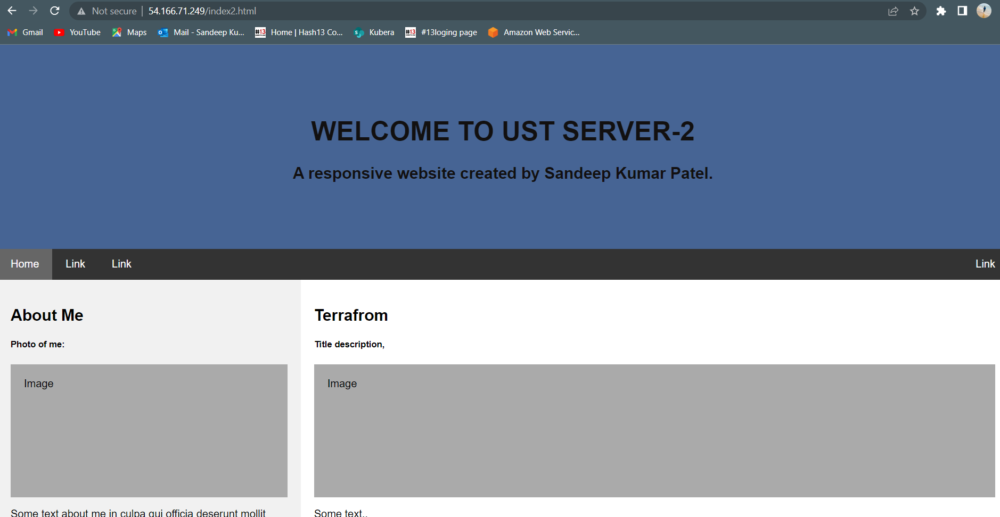 Not secure | 54.166.71.249/index2.html
Gmail YouTube Maps Mail - Sandeep Ku... #13 Home | Hash13 Co... Kubera #13 #13loging page Amazon Web Servic...
WELCOME TO UST SERVER-2
A responsive website created by Sandeep Kumar Patel.
Home Link Link Link
About Me
Photo of me:
Image
Some text about me in culpa qui officia deserunt mollit
Terrafrom
Title description,
Image
Some text..